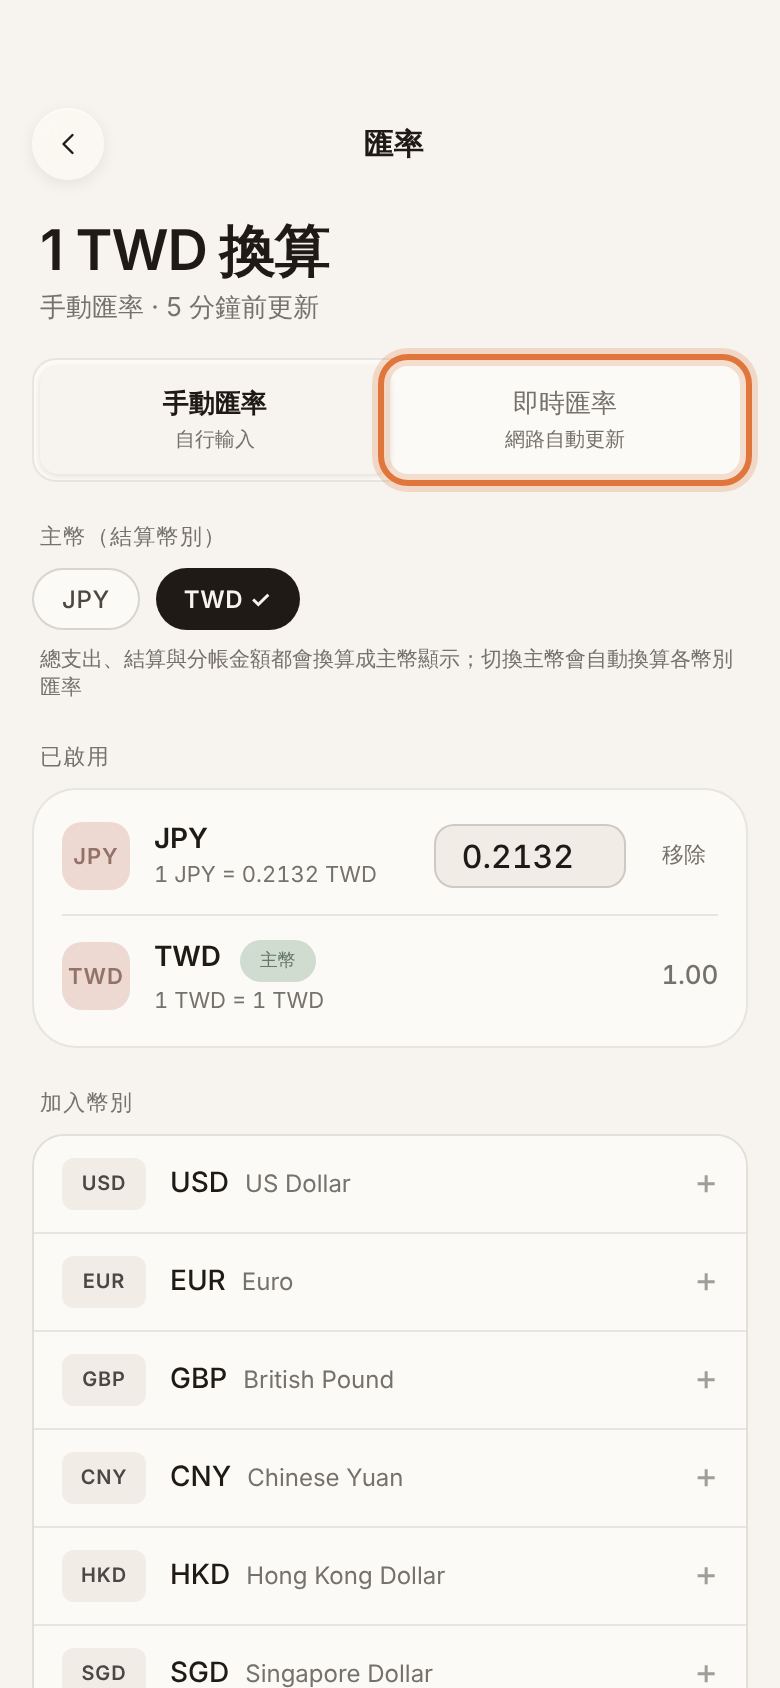 匯率
1 TWD 換算
手動匯率 · 5 分鐘前更新
手動匯率
自行輸入
即時匯率
網路自動更新
主幣（結算幣別）
JPY
TWD ✓
總支出、結算與分帳金額都會換算成主幣顯示；切換主幣會自動換算各幣別
匯率
已啟用
JPY
JPY
1 JPY = 0.2132 TWD
0.2132
移除
TWD
TWD 主幣
1 TWD = 1 TWD
1.00
加入幣別
USD USD US Dollar +
EUR EUR Euro +
GBP GBP British Pound +
CNY CNY Chinese Yuan +
HKD HKD Hong Kong Dollar +
SGD SGD Singapore Dollar +